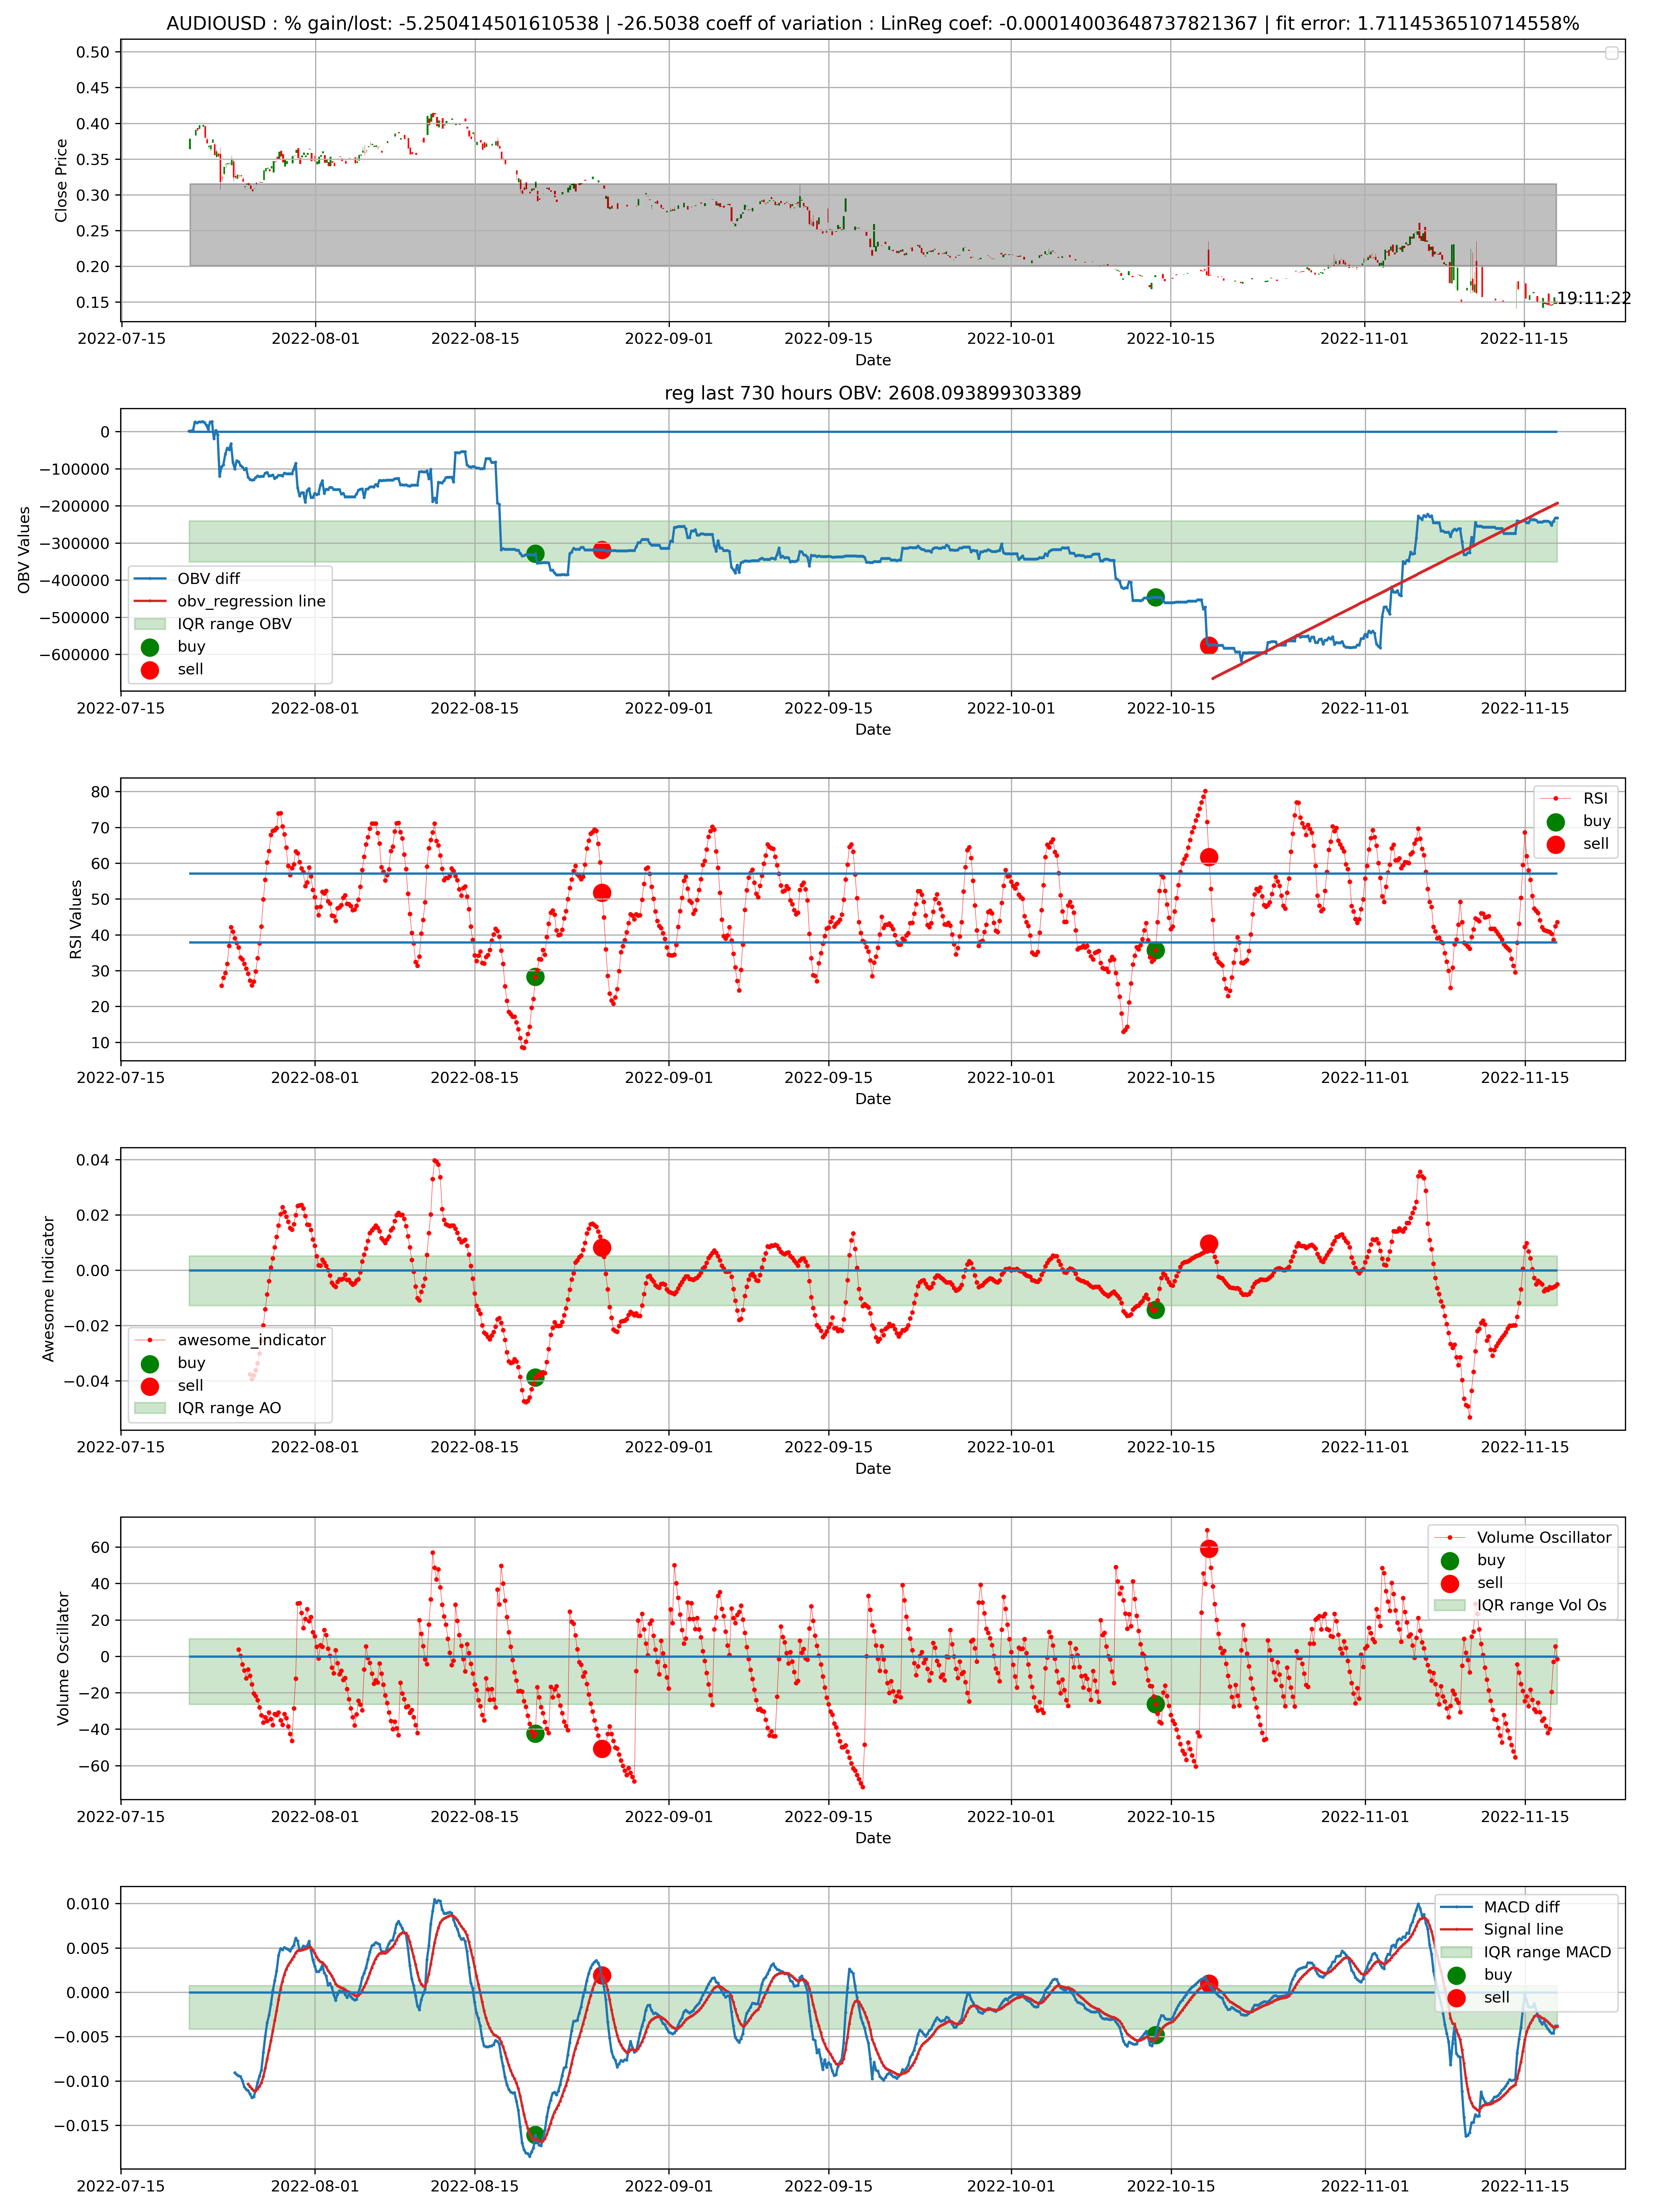 AUDIOUSD : % gain/lost: -5.250414501610538 | -26.5038 coeff of variation : LinReg coef: -0.00014003648737821367 | fit error: 1.7114536510714558%
0.50
0.45
0.40
0.35
0.30
0.25
0.20
0.15
Close Price
19:11:22
2022-07-15 2022-08-01 2022-08-15 2022-09-01 2022-09-15 2022-10-01 2022-10-15 2022-11-01 2022-11-15
Date
reg last 730 hours OBV: 2608.093899303389
0
−100000
−200000
−300000
−400000
−500000
−600000
OBV Values
OBV diff
obv_regression line
IQR range OBV
buy
sell
2022-07-15 2022-08-01 2022-08-15 2022-09-01 2022-09-15 2022-10-01 2022-10-15 2022-11-01 2022-11-15
Date
80
70
60
50
40
30
20
10
RSI Values
RSI
buy
sell
2022-07-15 2022-08-01 2022-08-15 2022-09-01 2022-09-15 2022-10-01 2022-10-15 2022-11-01 2022-11-15
Date
0.04
0.02
0.00
−0.02
−0.04
Awesome Indicator
awesome_indicator
buy
sell
IQR range AO
2022-07-15 2022-08-01 2022-08-15 2022-09-01 2022-09-15 2022-10-01 2022-10-15 2022-11-01 2022-11-15
Date
60
40
20
0
−20
−40
−60
Volume Oscillator
Volume Oscillator
buy
sell
IQR range Vol Os
2022-07-15 2022-08-01 2022-08-15 2022-09-01 2022-09-15 2022-10-01 2022-10-15 2022-11-01 2022-11-15
Date
0.010
0.005
0.000
−0.005
−0.010
−0.015
MACD diff
Signal line
IQR range MACD
buy
sell
2022-07-15 2022-08-01 2022-08-15 2022-09-01 2022-09-15 2022-10-01 2022-10-15 2022-11-01 2022-11-15